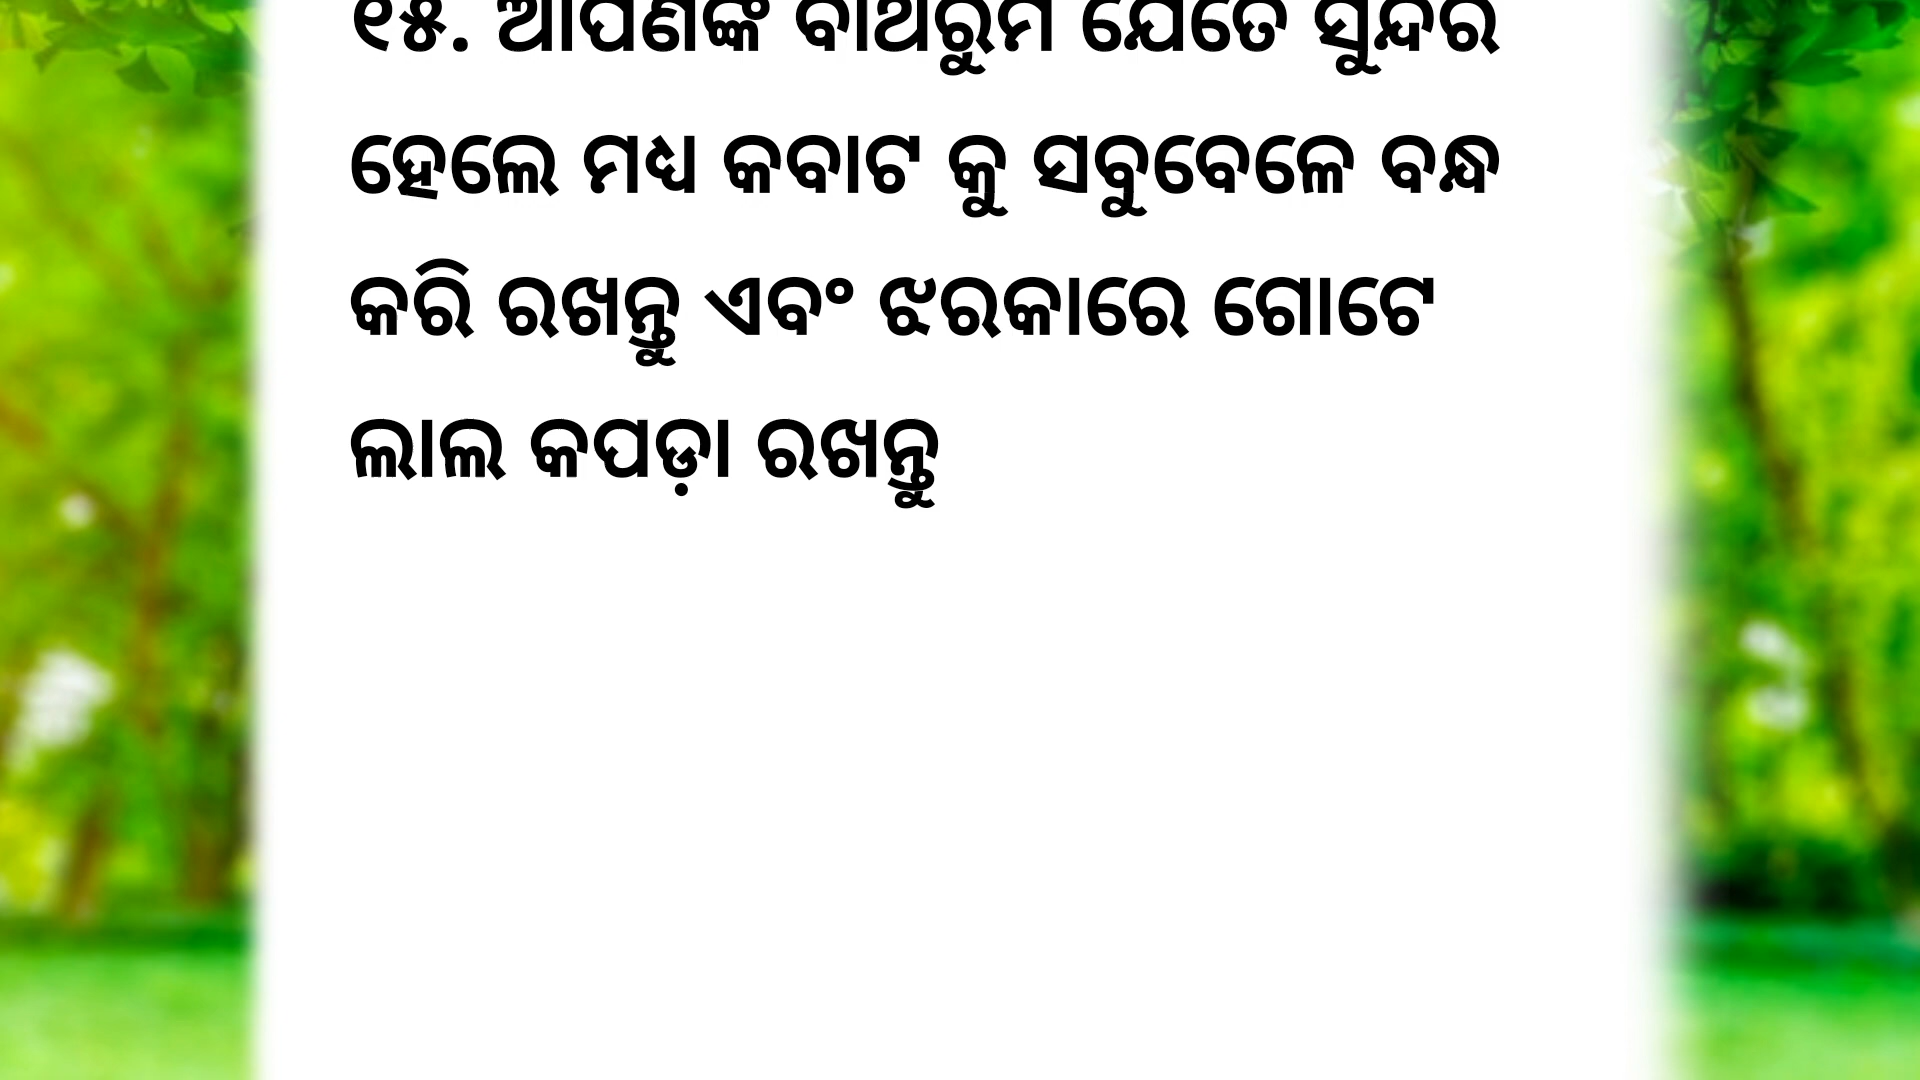 ୧୫. ଆପଣଙ୍କ ବାଥରୁମ ଯେତେ ସୁନ୍ଦର
ହେଲେ ମଧ୍ୟ କବାଟ କୁ ସବୁବେଳେ ବନ୍ଧ
କରି ରଖନ୍ତୁ ଏବଂ ଝରକାରେ ଗୋଟେ
ଲାଲ କପଡ଼ା ରଖନ୍ତୁ